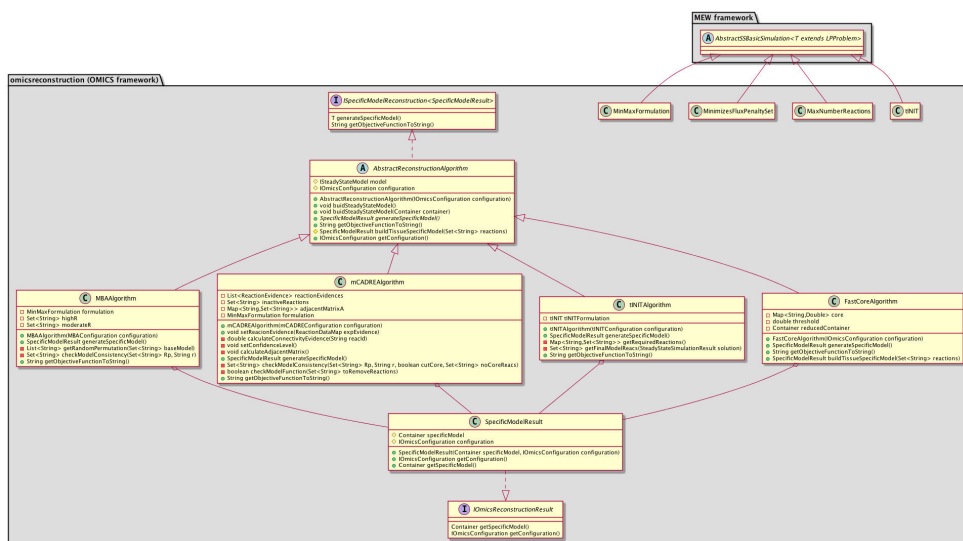 MEW framework
A AbstractSSBasicSimulation<T extends LPProblem>
omicsreconstruction (OMICS framework)
I ISpecificModelReconstruction<SpecificModelResult>
T generateSpecificModel()
String getObjectiveFunctionToString()
C MinMaxFormulation
C MinimizesFluxPenaltySet
C MaxNumberReactions
C tINIT
A AbstractReconstructionAlgorithm
ISteadyStateModel model
IOmicsConfiguration configuration
AbstractReconstructionAlgorithm(IOmicsConfiguration configuration)
void buidSteadyStateModel()
void buidSteadyStateModel(Container container)
SpecificModelResult generateSpecificModel()
String getObjectiveFunctionToString()
SpecificModelResult buildTissueSpecificModel(Set<String> reactions)
IOmicsConfiguration getConfiguration()
C MBAAlgorithm
MinMaxFormulation formulation
Set<String> highR
Set<String> moderateR
MBAAlgorithm(MBAConfiguration configuration)
SpecificModelResult generateSpecificModel()
List<String> getRandomPermutation(Set<String> baseModel)
Set<String> checkModelConsistency(Set<String> Rp, String r)
String getObjectiveFunctionToString()
C mCADREAlgorithm
List<ReactionEvidence> reactionEvidences
Set<String> inactiveReactions
Map<String,Set<String>> adjacentMatrixA
MinMaxFormulation formulation
mCADREAlgorithm(mCADREConfiguration configuration)
void setReactionEvidence(ReactionDataMap expEvidence)
double calculateConnectivityEvidence(String reacId)
void setConfidenceLevel()
void calculateAdjacentMatrix()
SpecificModelResult generateSpecificModel()
Set<String> checkModelConsistency(Set<String> Rp, String r, boolean cutCore, Set<String> noCoreReacs)
boolean checkModelFunction(Set<String> toRemoveReactions)
String getObjectiveFunctionToString()
C tINITAlgorithm
tINIT tINITFormulation
tINITAlgorithm(tINITConfiguration configuration)
SpecificModelResult generateSpecificModel()
Map<String,Set<String>> getRequiredReactions()
Set<String> getFinalModelReacs(SteadyStateSimulationResult solution)
String getObjectiveFunctionToString()
C FastCoreAlgorithm
Map<String,Double> core
double threshold
Container reducedContainer
FastCoreAlgorithm(IOmicsConfiguration configuration)
SpecificModelResult generateSpecificModel()
String getObjectiveFunctionToString()
SpecificModelResult buildTissueSpecificModel(Set<String> reactions)
C SpecificModelResult
Container specificModel
IOmicsConfiguration configuration
SpecificModelResult(Container specificModel, IOmicsConfiguration configuration)
IOmicsConfiguration getConfiguration()
Container getSpecificModel()
I IOmicsReconstructionResult
Container getSpecificModel()
IOmicsConfiguration getConfiguration()